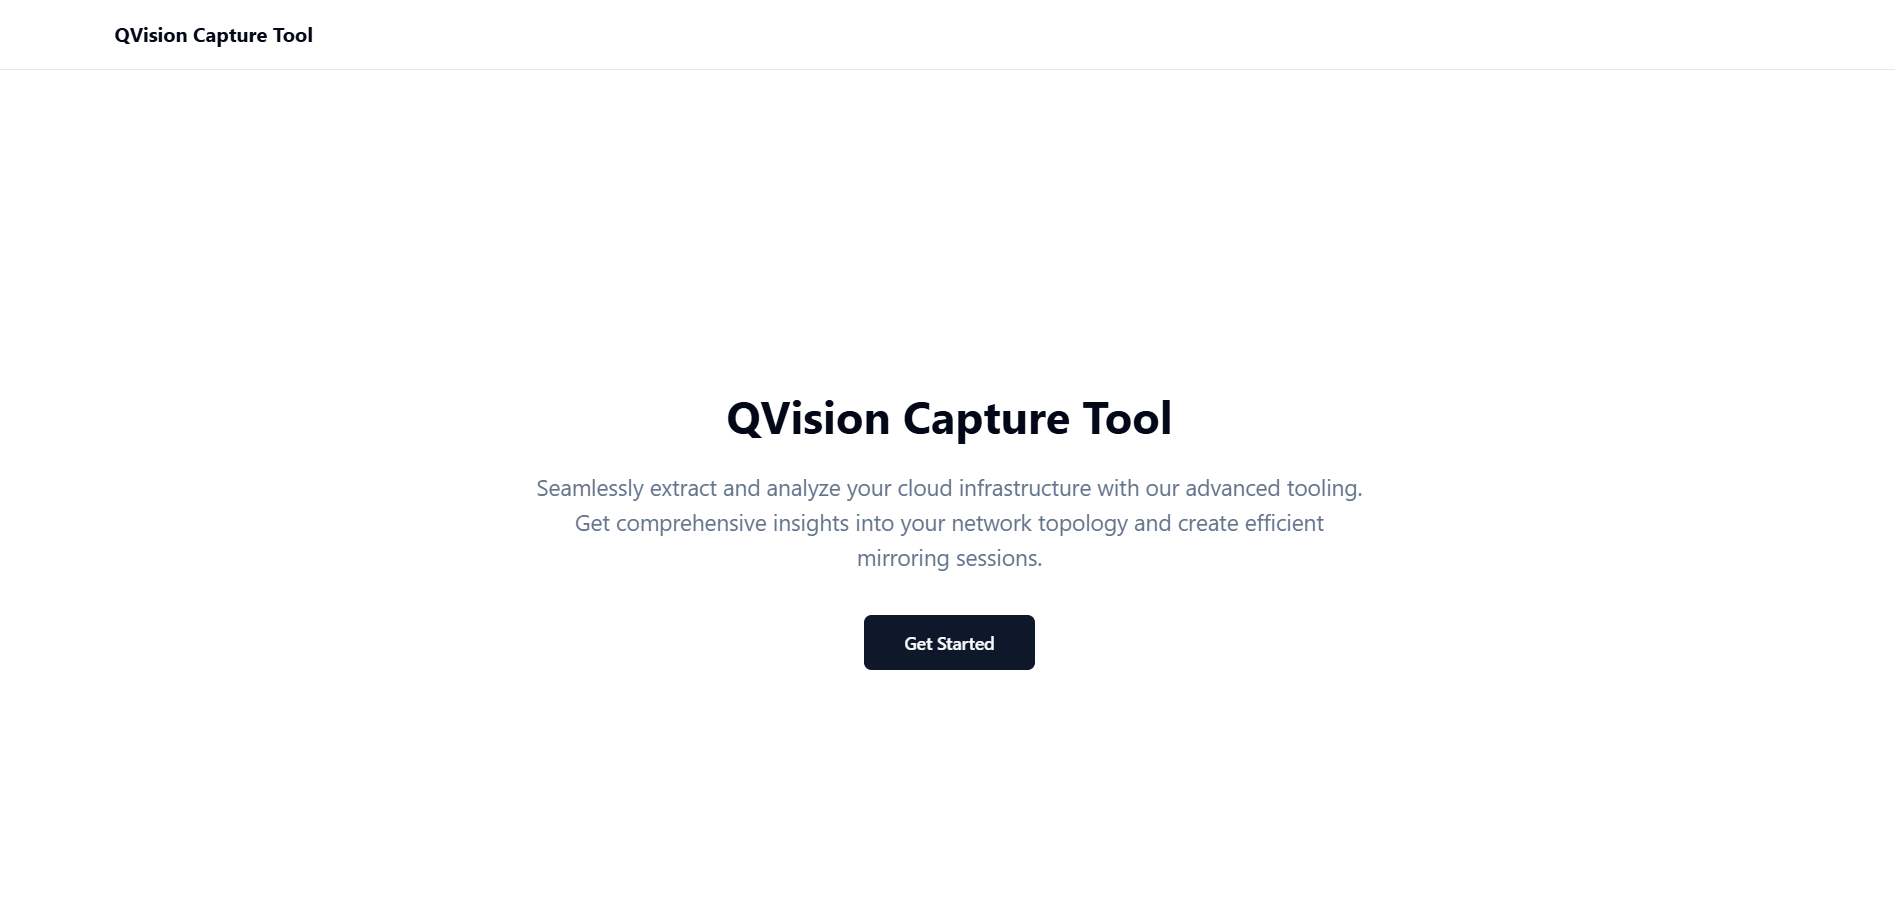 QVision Capture Tool
QVision Capture Tool
Seamlessly extract and analyze your cloud infrastructure with our advanced tooling.
Get comprehensive insights into your network topology and create efficient
mirroring sessions.
Get Started